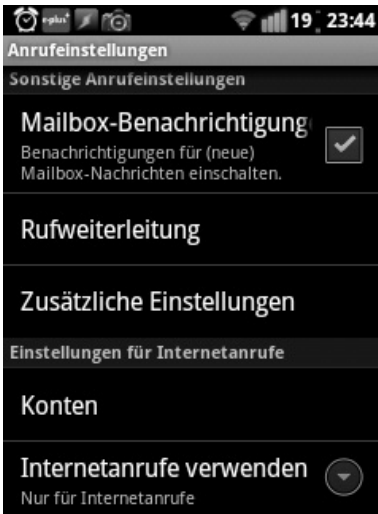 e-plus+ 19 23:44
Anrufeinstellungen
Sonstige Anrufeinstellungen
Mailbox-Benachrichtigung
Benachrichtigungen für (neue)
Mailbox-Nachrichten einschalten.
Rufweiterleitung
Zusätzliche Einstellungen
Einstellungen für Internetanrufe
Konten
Internetanrufe verwenden
Nur für Internetanrufe